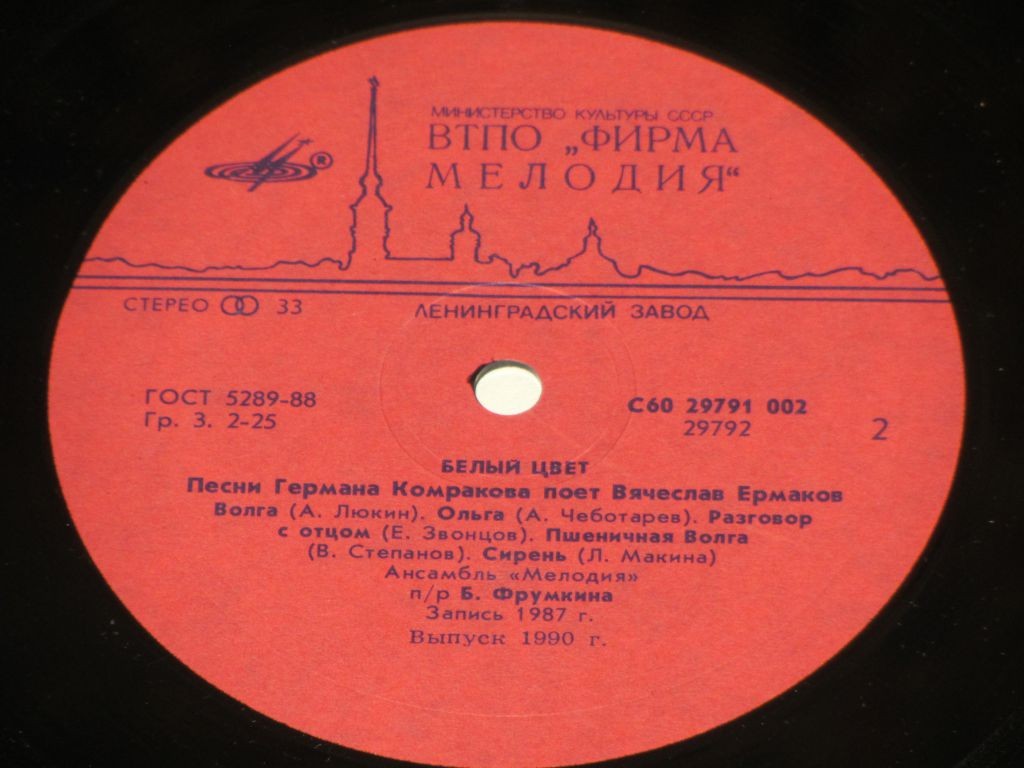 МИНИСТЕРСТВО КУЛЬТУРЫ СССР
ВТПО „ФИРМА
МЕЛОДИЯ“
®
СТЕРЕО 33
ЛЕНИНГРАДСКИЙ ЗАВОД
ГОСТ 5289-88
Гр. 3. 2-25
С60 29791 002
29792
2
БЕЛЫЙ ЦВЕТ
Песни Германа Комракова поет Вячеслав Ермаков
Волга (А. Люкин). Ольга (А. Чеботарев). Разговор
с отцом (Е. Звонцов). Пшеничная Волга
(В. Степанов). Сирень (Л. Макина)
Ансамбль «Мелодия»
п/р Б. Фрумкина
Запись 1987 г.
Выпуск 1990 г.